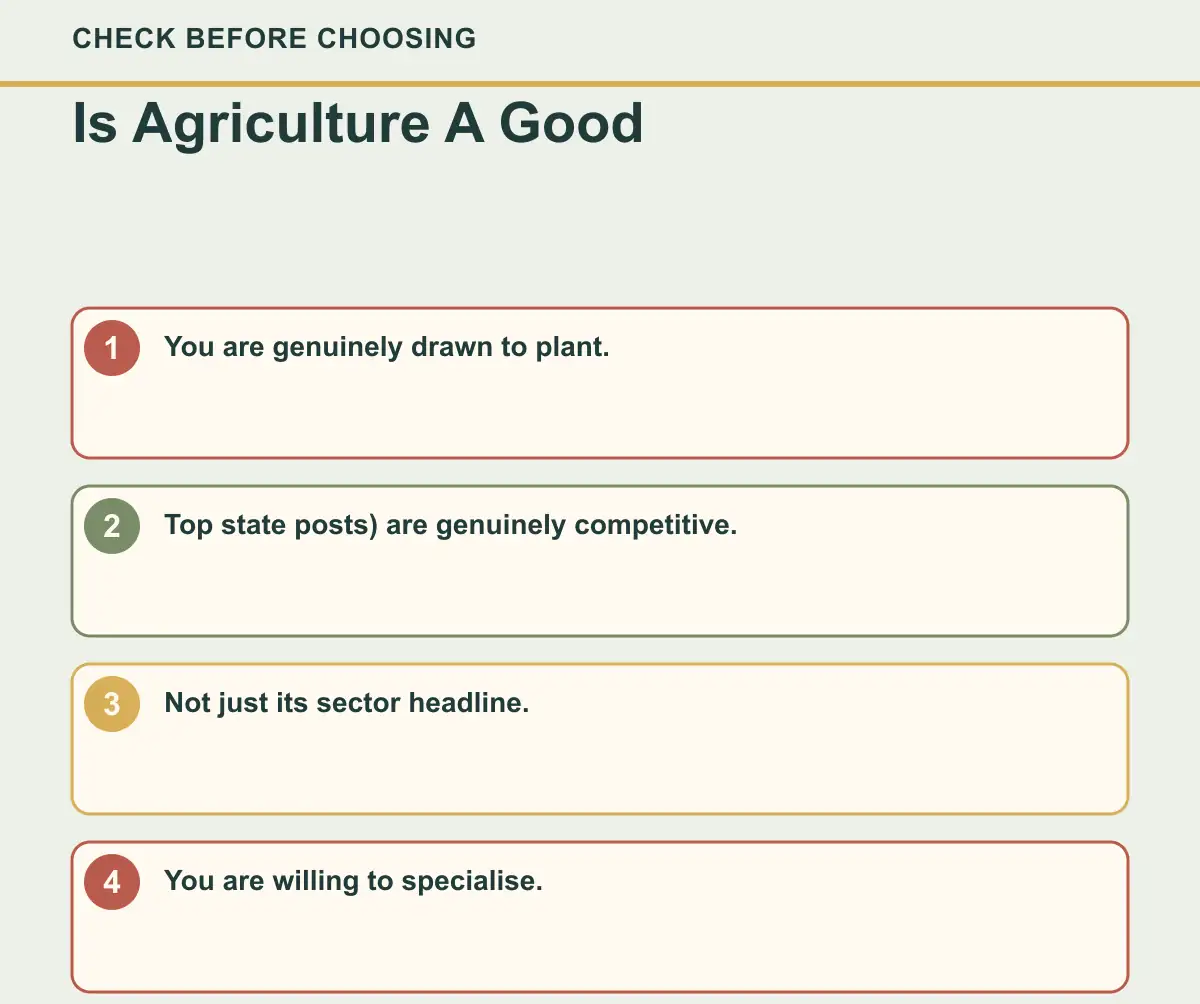 CHECK BEFORE CHOOSING
Is Agriculture A Good
1 You are genuinely drawn to plant.
2 Top state posts) are genuinely competitive.
3 Not just its sector headline.
4 You are willing to specialise.